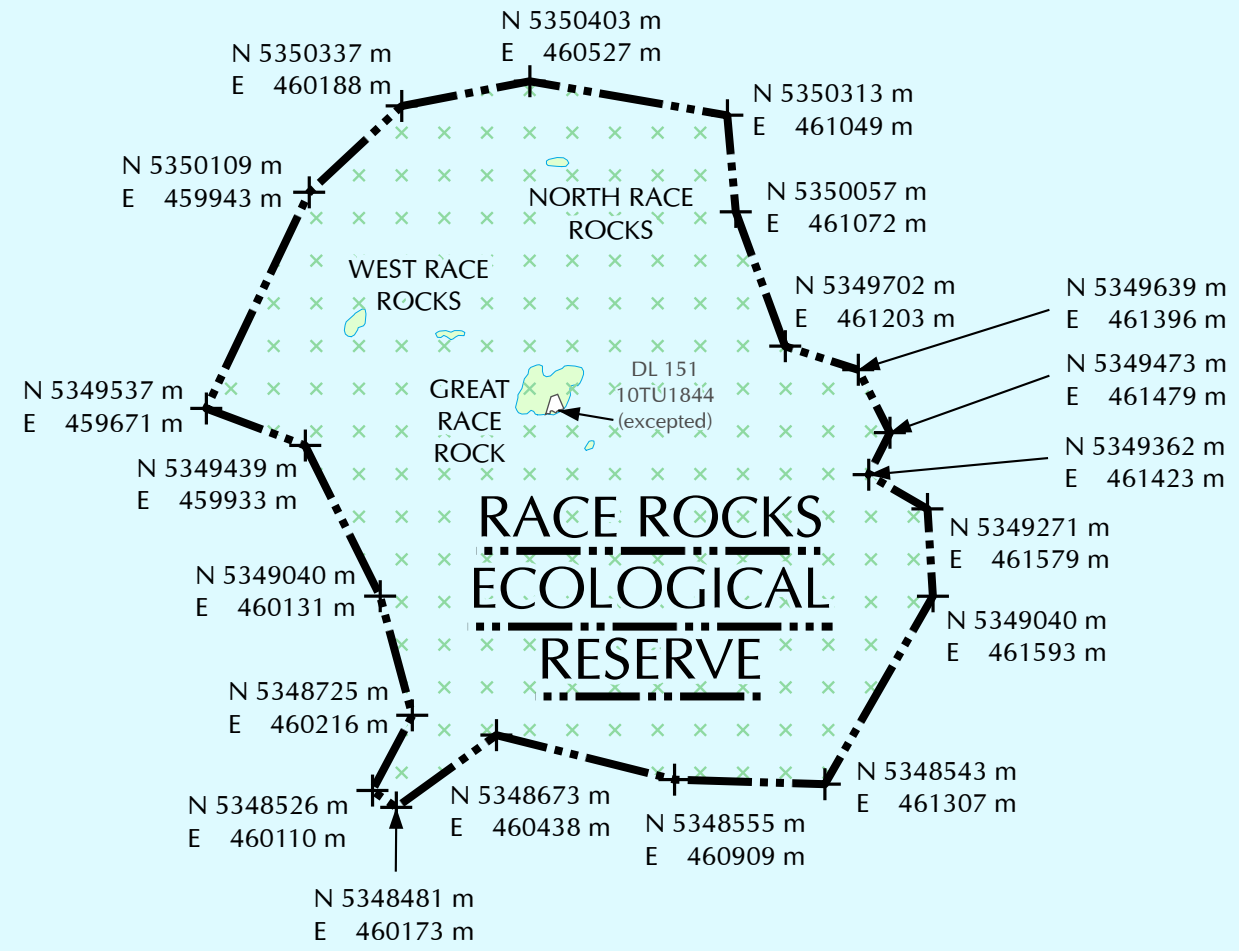 N 5350403 m
E 460527 m
N 5350337 m
E 460188 m
N 5350313 m
E 461049 m
N 5350109 m
E 459943 m
N 5350057 m
E 461072 m
NORTH RACE
ROCKS
WEST RACE
ROCKS
N 5349702 m
E 461203 m
N 5349639 m
E 461396 m
N 5349473 m
E 461479 m
N 5349537 m
E 459671 m
GREAT
RACE
ROCK
DL 151
10TU1844
(excepted)
N 5349362 m
E 461423 m
N 5349439 m
E 459933 m
RACE ROCKS
ECOLOGICAL
RESERVE
N 5349271 m
E 461579 m
N 5349040 m
E 460131 m
N 5349040 m
E 461593 m
N 5348725 m
E 460216 m
N 5348526 m
E 460110 m
N 5348673 m
E 460438 m
N 5348555 m
E 460909 m
N 5348543 m
E 461307 m
N 5348481 m
E 460173 m